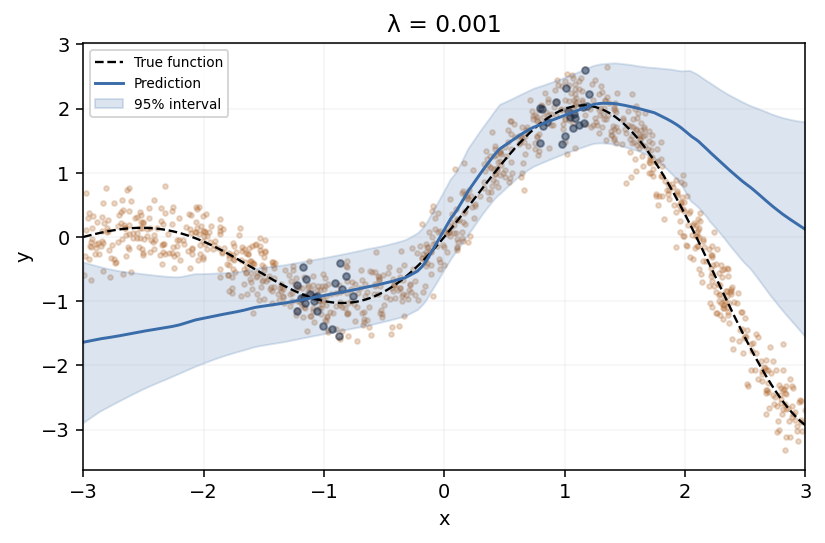 λ = 0.001
True function
Prediction
95% interval
3
2
1
0
−1
−2
−3
y
−3 −2 −1 0 1 2 3
x